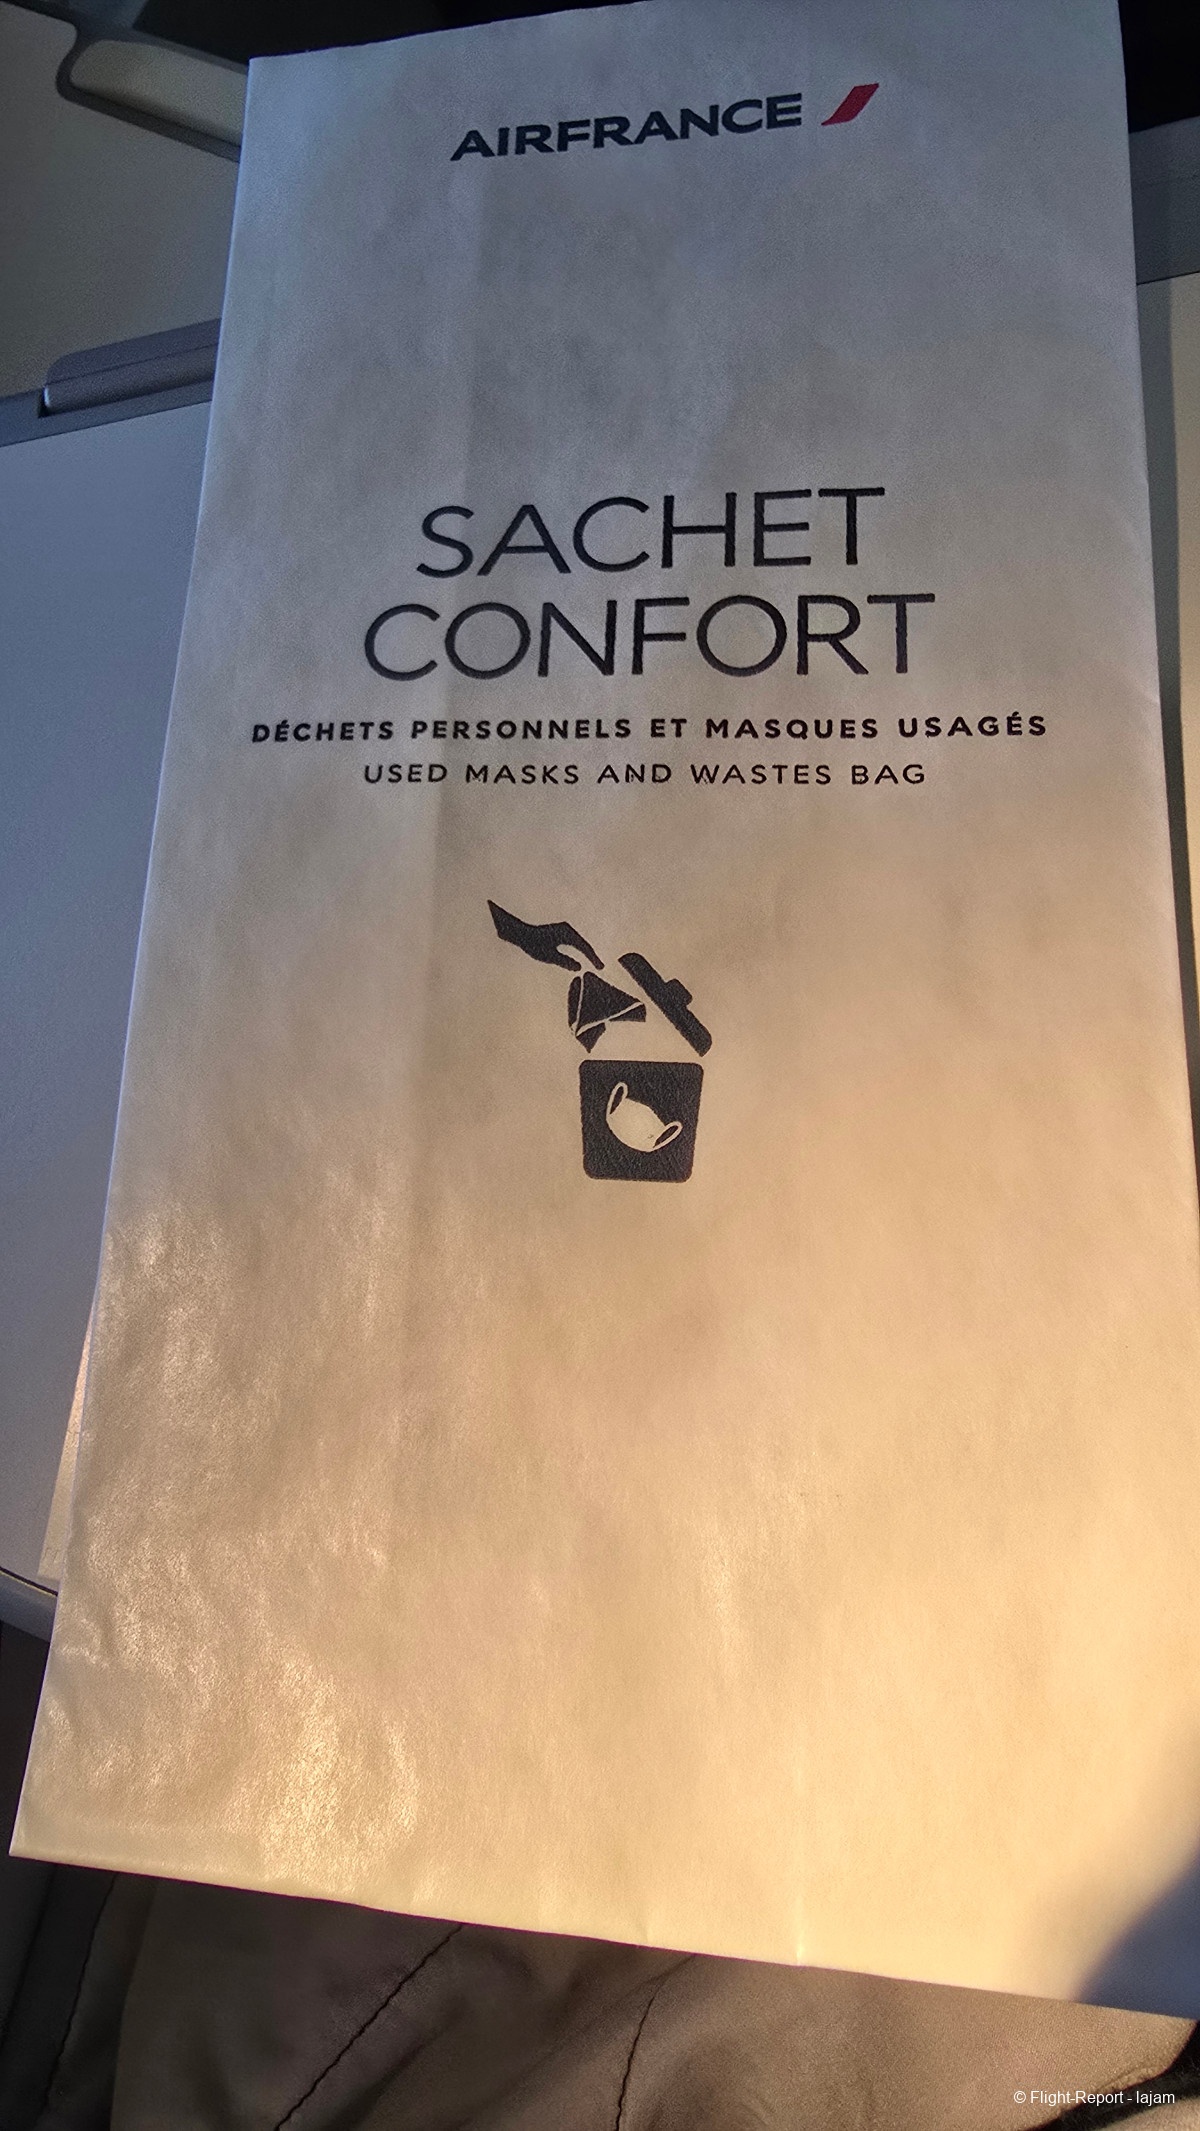 AIRFRANCE
SACHET
CONFORT
DÉCHETS PERSONNELS ET MASQUES USAGÉS
USED MASKS AND WASTES BAG
© Flight-Report - lajam